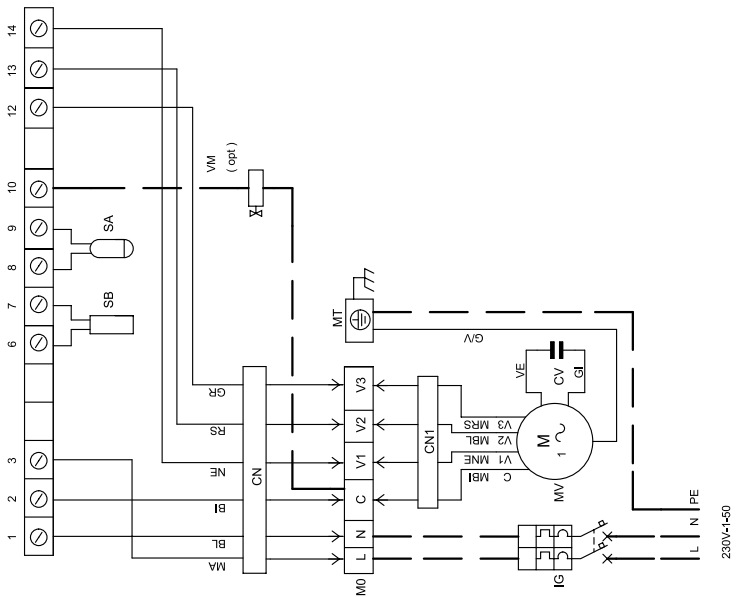 14
13
12
10
9
8
7
6
3
2
1
VM
( opt )
SA
SB
MT
G/V
GR
RS
NE
BI
BL
MA
CN
V3
V2
V1
C
N
L
M0
CN1
V3 MRS
V2 MBL
V1 MNE
C MBI
VE
CV
GI
M
1
MV
IG
L N PE
230V-1-50